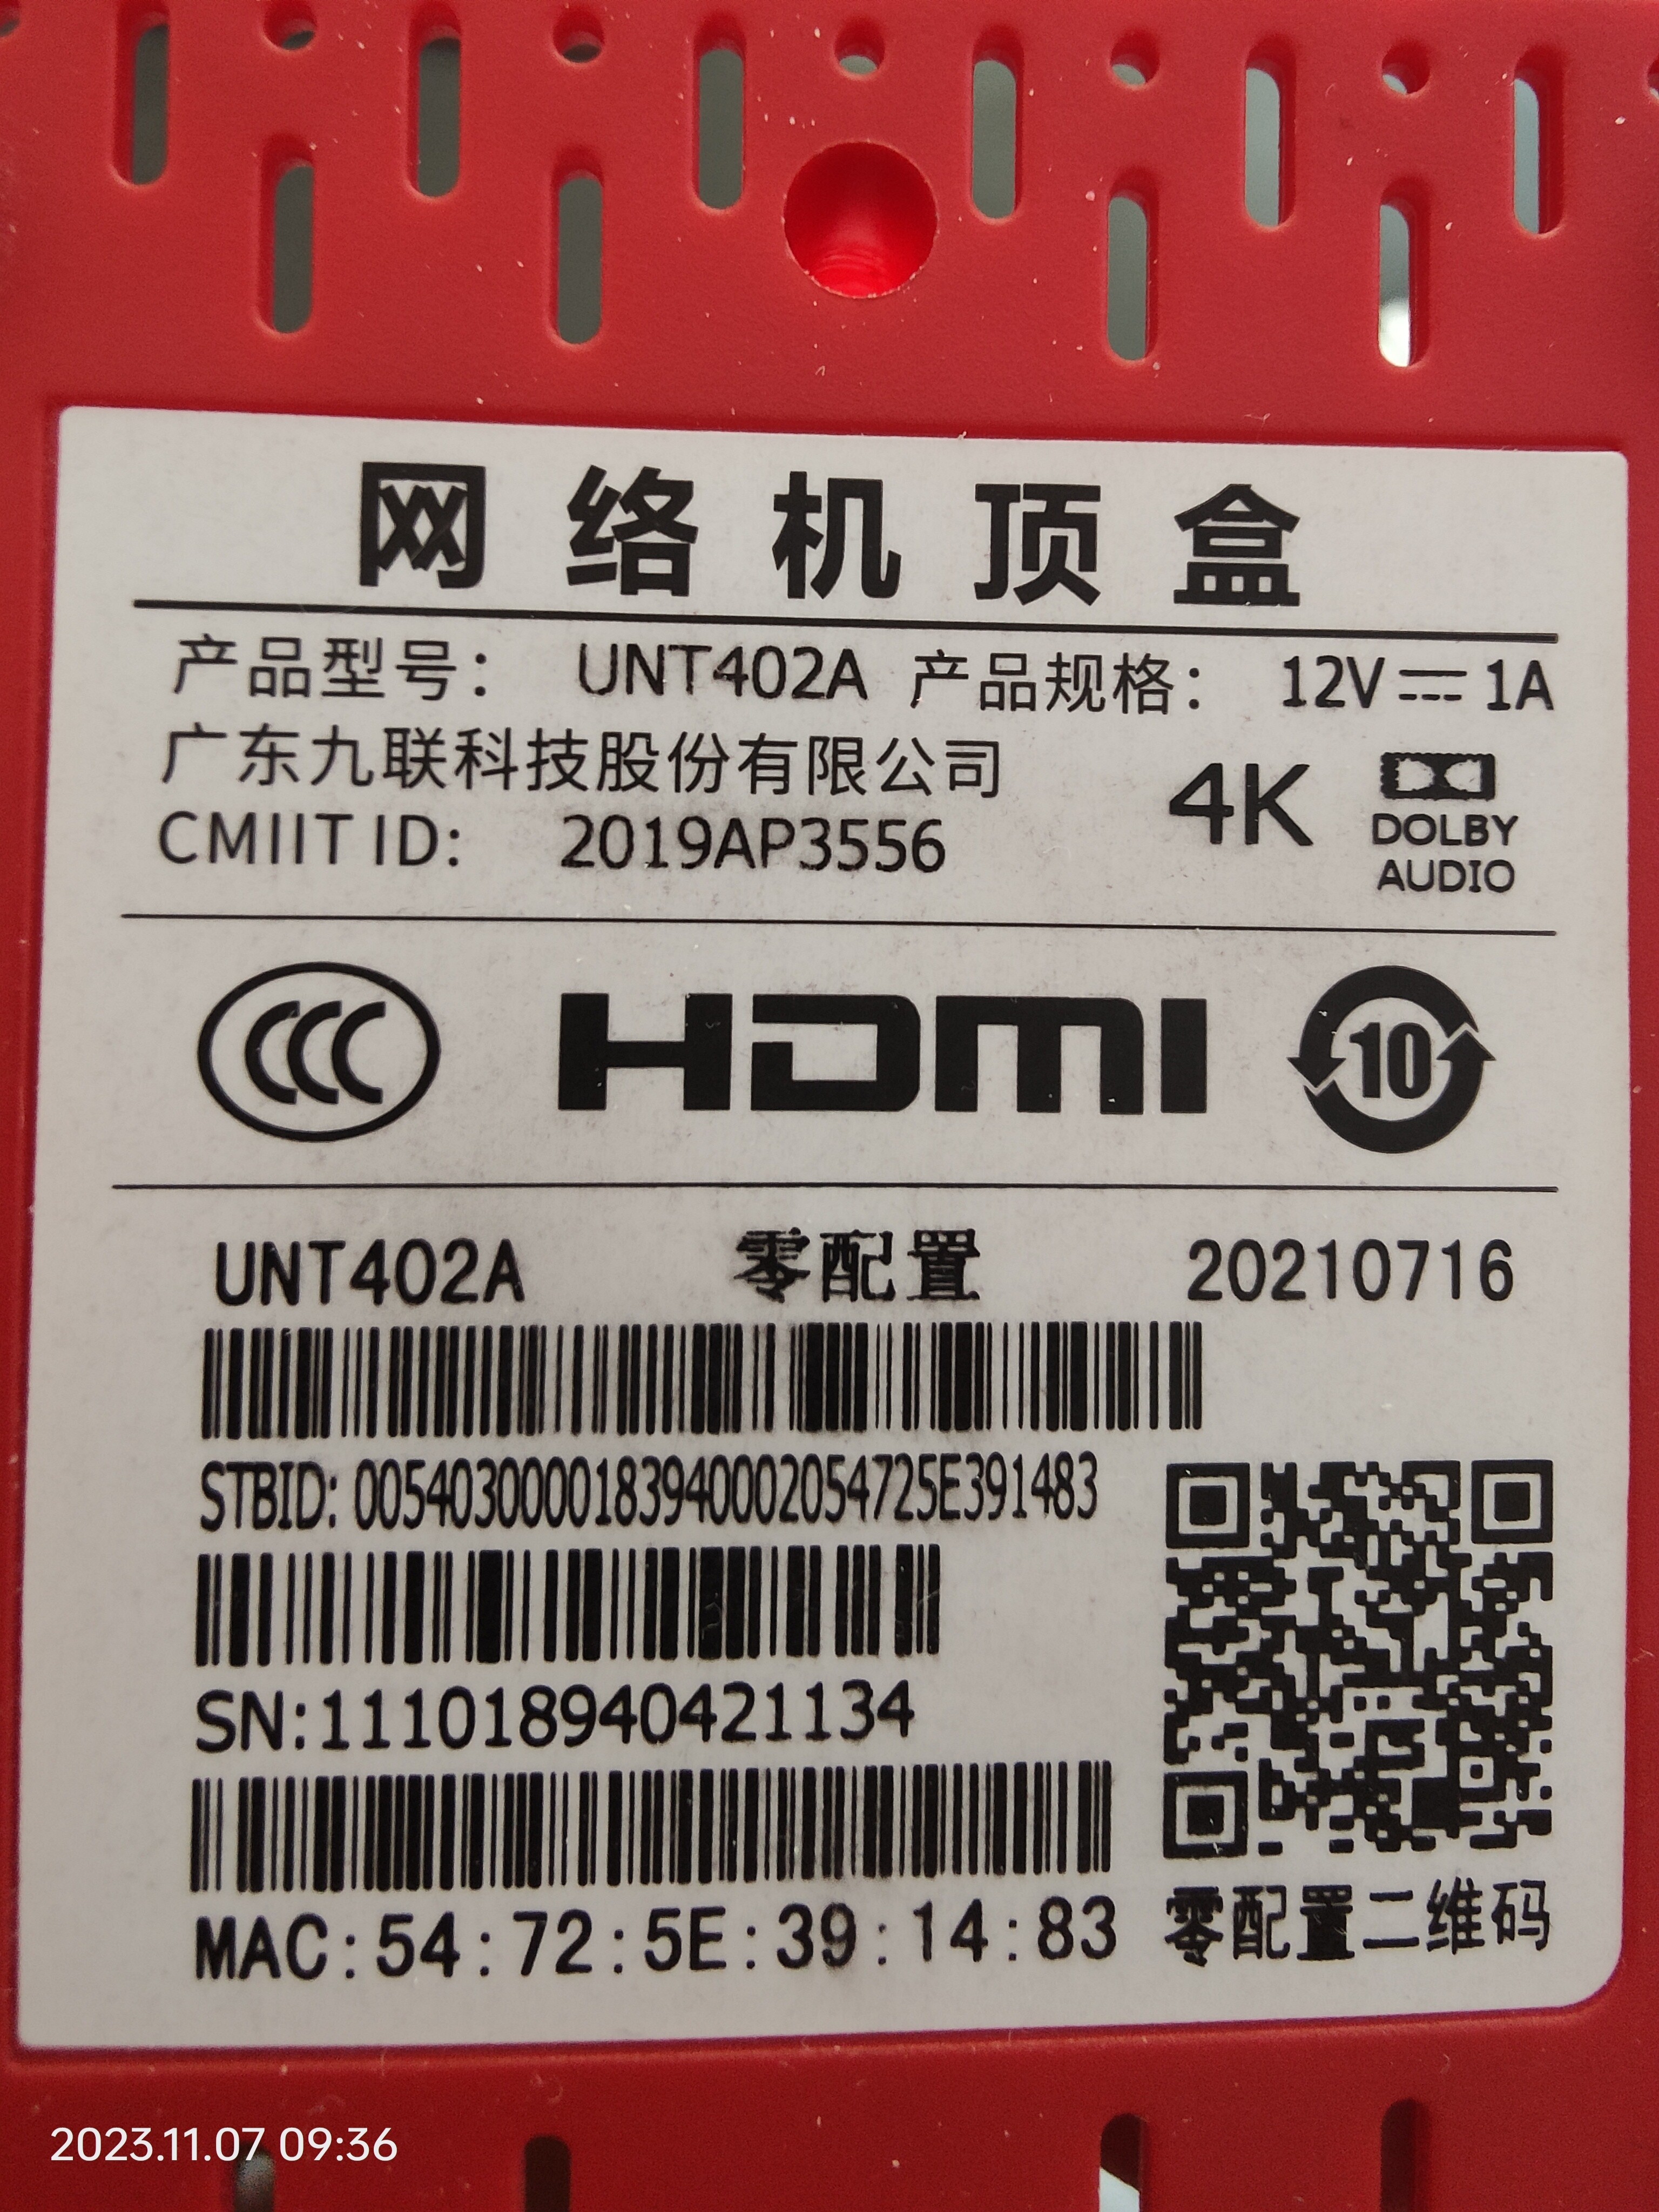 网络机顶盒
产品型号： UNT402A 产品规格： 12V⎓1A
广东九联科技股份有限公司
CMIIT ID: 2019AP3556
4K
DOLBY
AUDIO
CCC HDMI 10
UNT402A 零配置 20210716
STBID: 0054030000183940002054725E391483
SN:111018940421134
MAC:54:72:5E:39:14:83
零配置二维码
2023.11.07 09:36